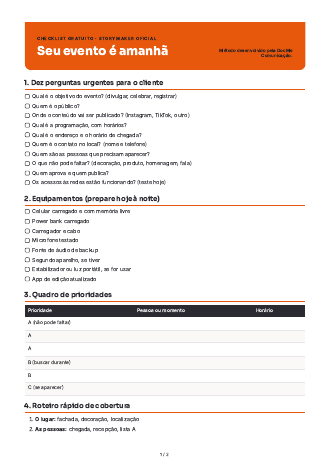 CHECKLIST GRATUITO · STORYMAKER OFICIAL
Seu evento é amanhã
Método desenvolvido pela DocMe
Comunicação.
1. Dez perguntas urgentes para o cliente
Qual é o objetivo do evento? (divulgar, celebrar, registrar)
Quem é o público?
Onde o conteúdo vai ser publicado? (Instagram, TikTok, outro)
Qual é a programação, com horários?
Qual é o endereço e o horário de chegada?
Quem é o contato no local? (nome e telefone)
Quem são as pessoas que precisam aparecer?
O que não pode faltar? (decoração, produto, homenagem, fala)
Quem aprova e quem publica?
Os acessos às redes estão funcionando? (teste hoje)
2. Equipamentos (prepare hoje à noite)
Celular carregado e com memória livre
Power bank carregado
Carregador e cabo
Microfone testado
Fonte de áudio de backup
Segundo aparelho, se tiver
Estabilizador ou luz portátil, se for usar
App de edição atualizado
3. Quadro de prioridades
Prioridade Pessoa ou momento Horário
A (não pode faltar)
A
A
B (buscar durante)
B
C (se aparecer)
4. Roteiro rápido de cobertura
1. O lugar: fachada, decoração, localização
2. As pessoas: chegada, recepção, lista A
1 / 2